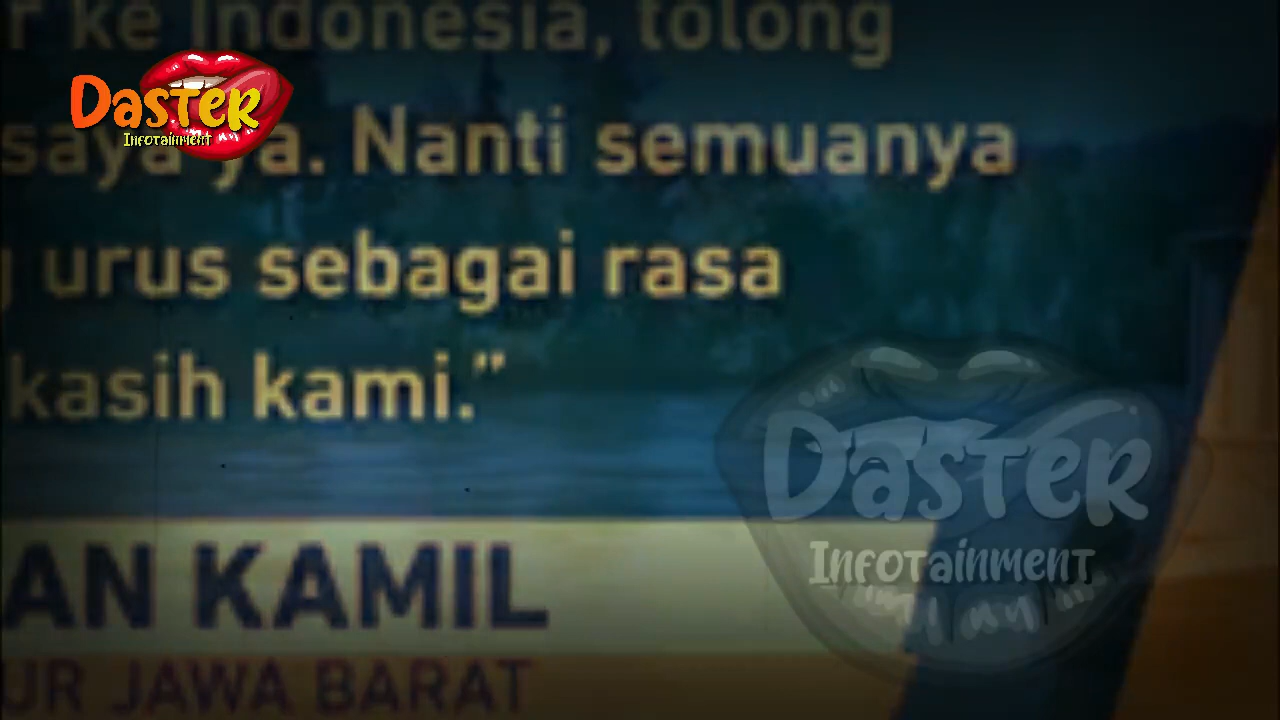 ke Indonesia, tolong
DASTER
INFOTAINMENT
saya ya. Nanti semuanya
urus sebagai rasa
kasih kami."
DASTER
INFOTAINMENT
AN KAMIL
UR JAWA BARAT